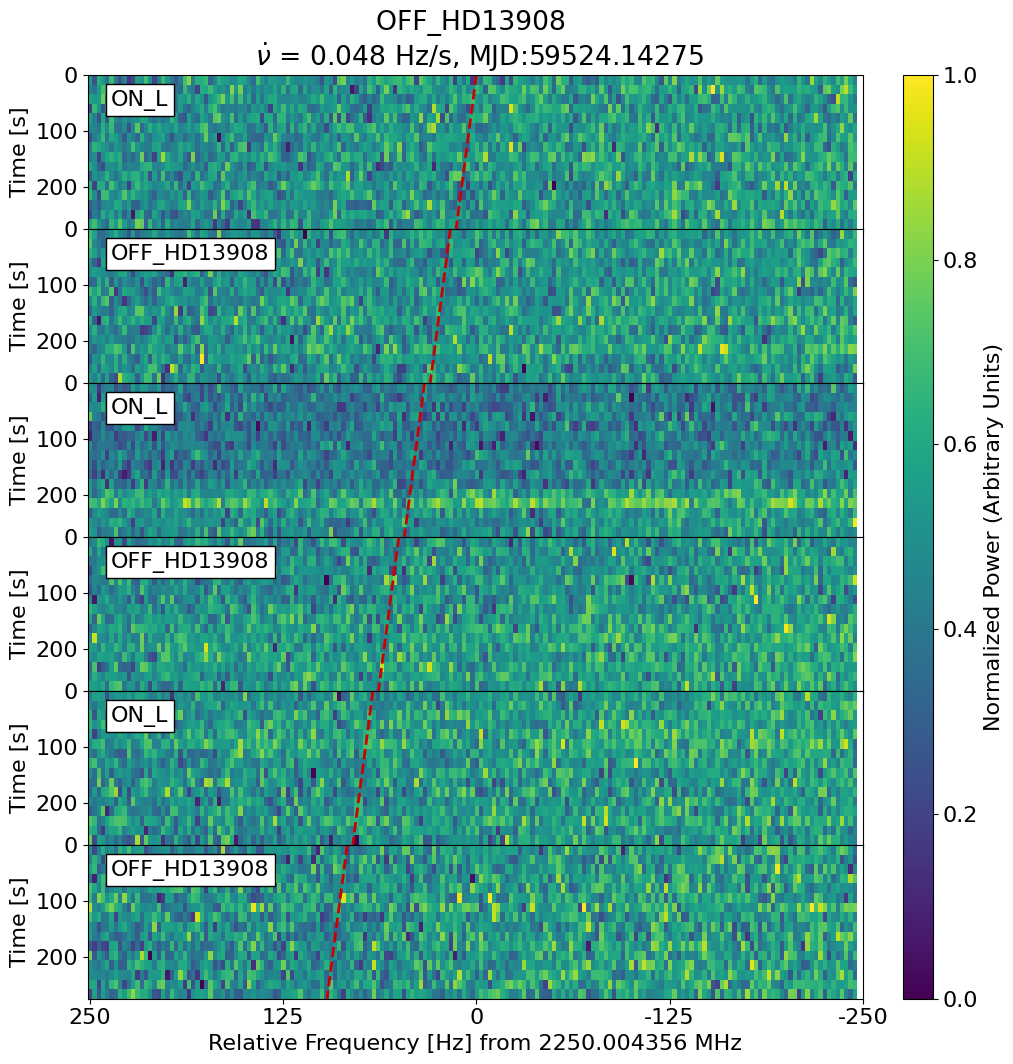 OFF_HD13908
ν̇ = 0.048 Hz/s, MJD:59524.14275
0
100
200
Time [s]
ON_L
0
100
200
Time [s]
OFF_HD13908
0
100
200
Time [s]
ON_L
0
100
200
Time [s]
OFF_HD13908
0
100
200
Time [s]
ON_L
0
100
200
Time [s]
OFF_HD13908
250 125 0 -125 -250
Relative Frequency [Hz] from 2250.004356 MHz
1.0
0.8
0.6
0.4
0.2
0.0
Normalized Power (Arbitrary Units)